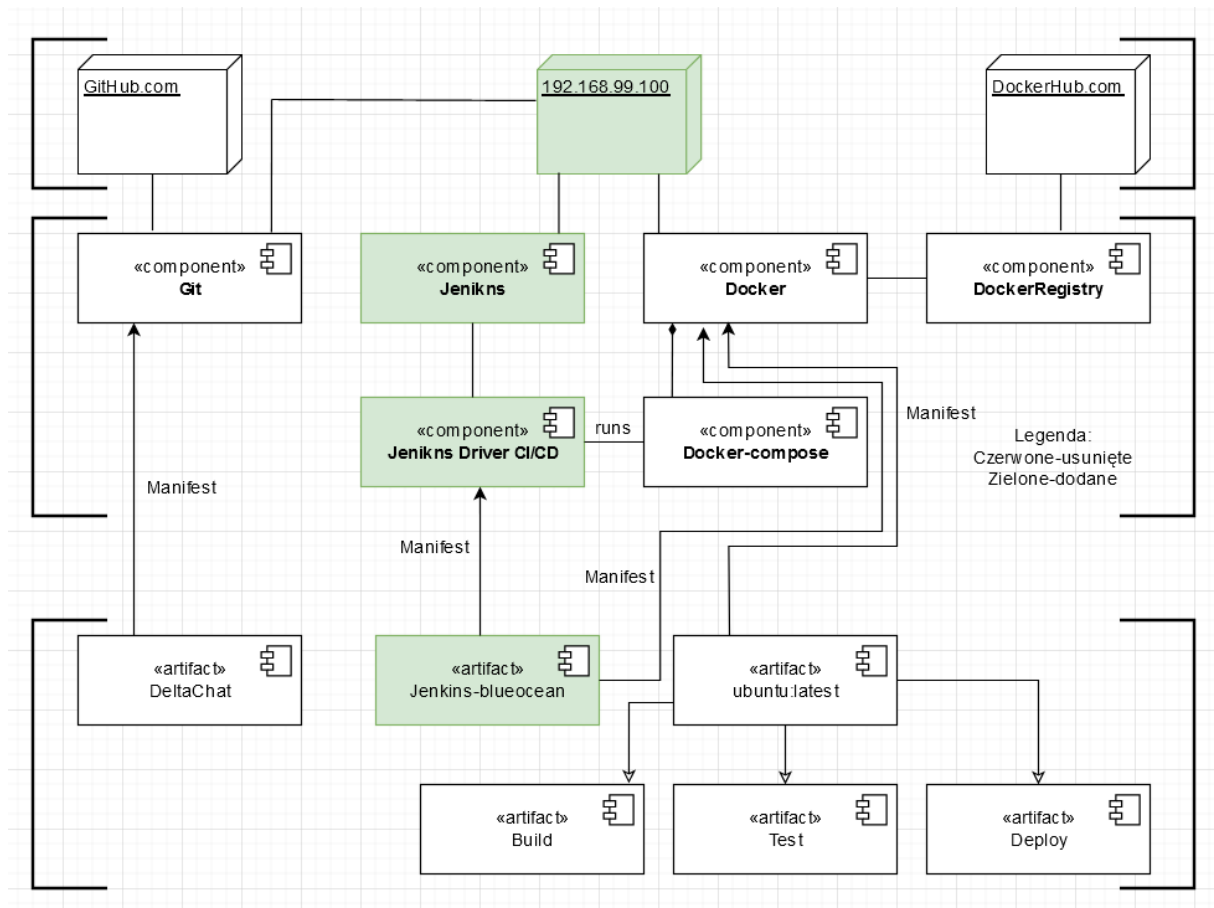 GitHub.com
192.168.99.100
DockerHub.com
«component»
Git
«component»
Jenikns
«component»
Docker
«component»
DockerRegistry
«component»
Jenikns Driver CI/CD
runs
«component»
Docker-compose
Manifest
Legenda:
Czerwone-usunięte
Zielone-dodane
Manifest
Manifest
Manifest
«artifact»
DeltaChat
«artifact»
Jenkins-blueocean
«artifact»
ubuntu:latest
«artifact»
Build
«artifact»
Test
«artifact»
Deploy